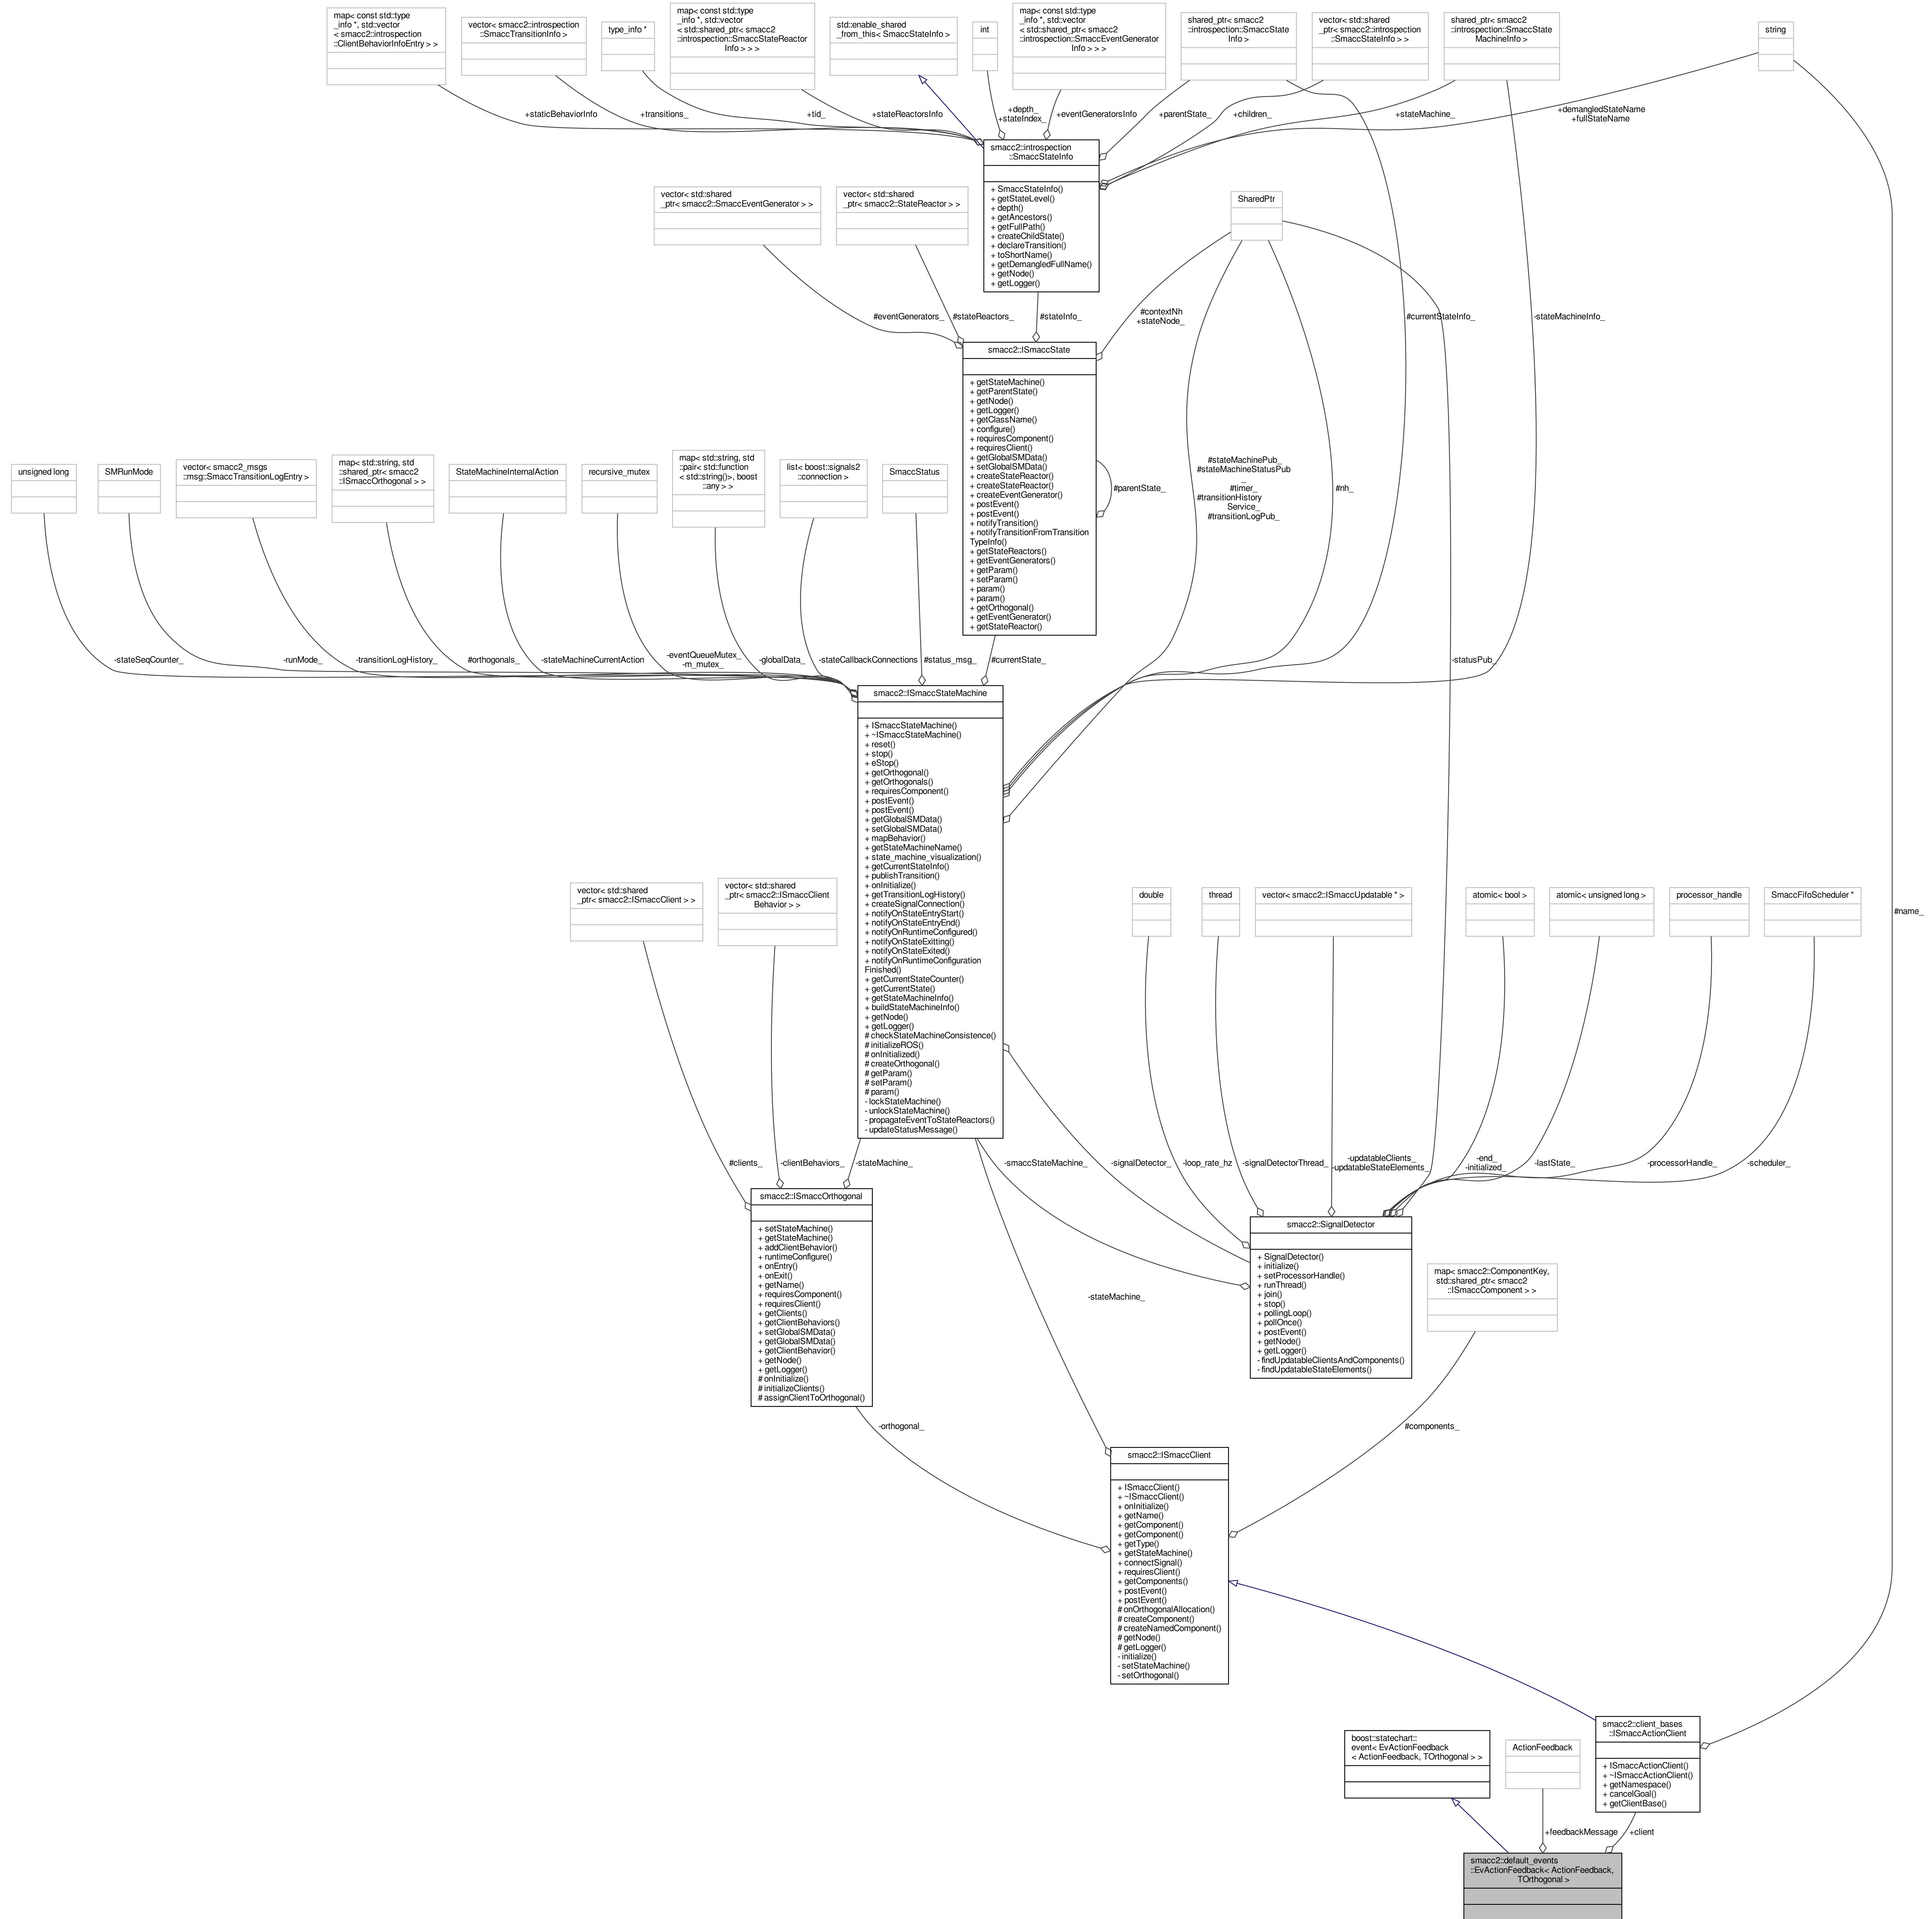 map< const std::type
_info *, std::vector
< smacc2::introspection
::ClientBehaviorInfoEntry > >
vector< smacc2::introspection
::SmaccTransitionInfo >
type_info *
map< const std::type
_info *, std::vector
< std::shared_ptr< smacc2
::introspection::SmaccStateReactor
Info > > >
std::enable_shared
_from_this< SmaccStateInfo >
int
map< const std::type
_info *, std::vector
< std::shared_ptr< smacc2
::introspection::SmaccEventGenerator
Info > > >
shared_ptr< smacc2
::introspection::SmaccState
Info >
vector< std::shared
_ptr< smacc2::introspection
::SmaccStateInfo > >
shared_ptr< smacc2
::introspection::SmaccState
MachineInfo >
string
+staticBehaviorInfo
+transitions_
+tid_
+stateReactorsInfo
+depth_
+stateIndex_
+eventGeneratorsInfo
+parentState_
+children_
+stateMachine_
+demangledStateName
+fullStateName
smacc2::introspection
::SmaccStateInfo
+ SmaccStateInfo()
+ getStateLevel()
+ depth()
+ getAncestors()
+ getFullPath()
+ createChildState()
+ declareTransition()
+ toShortName()
+ getDemangledFullName()
+ getNode()
+ getLogger()
vector< std::shared
_ptr< smacc2::SmaccEventGenerator > >
vector< std::shared
_ptr< smacc2::StateReactor > >
SharedPtr
#eventGenerators_
#stateReactors_
#stateInfo_
#contextNh
+stateNode_
#currentStateInfo_
-stateMachineInfo_
smacc2::ISmaccState
+ getStateMachine()
+ getParentState()
+ getNode()
+ getLogger()
+ getClassName()
+ configure()
+ requiresComponent()
+ requiresClient()
+ getGlobalSMData()
+ setGlobalSMData()
+ createStateReactor()
+ createStateReactor()
+ createEventGenerator()
+ postEvent()
+ postEvent()
+ notifyTransition()
+ notifyTransitionFromTransition
TypeInfo()
+ getStateReactors()
+ getEventGenerators()
+ getParam()
+ setParam()
+ param()
+ param()
+ getOrthogonal()
+ getEventGenerator()
+ getStateReactor()
#parentState_
#stateMachinePub_
#stateMachineStatusPub
_
#timer_
#transitionHistory
Service_
#transitionLogPub_
#nh_
unsigned long
SMRunMode
vector< smacc2_msgs
::msg::SmaccTransitionLogEntry >
map< std::string, std
::shared_ptr< smacc2
::ISmaccOrthogonal > >
StateMachineInternalAction
recursive_mutex
map< std::string, std
::pair< std::function
< std::string()>, boost
::any > >
list< boost::signals2
::connection >
SmaccStatus
-stateSeqCounter_
-runMode_
-transitionLogHistory_
#orthogonals_
-stateMachineCurrentAction
-eventQueueMutex_
-m_mutex_
-globalData_
-stateCallbackConnections
#status_msg_
#currentState_
-statusPub_
smacc2::ISmaccStateMachine
+ ISmaccStateMachine()
+ ~ISmaccStateMachine()
+ reset()
+ stop()
+ eStop()
+ getOrthogonal()
+ getOrthogonals()
+ requiresComponent()
+ postEvent()
+ postEvent()
+ getGlobalSMData()
+ setGlobalSMData()
+ mapBehavior()
+ getStateMachineName()
+ state_machine_visualization()
+ getCurrentStateInfo()
+ publishTransition()
+ onInitialize()
+ getTransitionLogHistory()
+ createSignalConnection()
+ notifyOnStateEntryStart()
+ notifyOnStateEntryEnd()
+ notifyOnRuntimeConfigured()
+ notifyOnStateExitting()
+ notifyOnStateExited()
+ notifyOnRuntimeConfiguration
Finished()
+ getCurrentStateCounter()
+ getCurrentState()
+ getStateMachineInfo()
+ buildStateMachineInfo()
+ getNode()
+ getLogger()
# checkStateMachineConsistence()
# initializeROS()
# onInitialized()
# createOrthogonal()
# getParam()
# setParam()
# param()
- lockStateMachine()
- unlockStateMachine()
- propagateEventToStateReactors()
- updateStatusMessage()
vector< std::shared
_ptr< smacc2::ISmaccClient > >
vector< std::shared
_ptr< smacc2::ISmaccClient
Behavior > >
double
thread
vector< smacc2::ISmaccUpdatable * >
atomic< bool >
atomic< unsigned long >
processor_handle
SmaccFifoScheduler *
#name_
#clients_
-clientBehaviors_
-stateMachine_
-smaccStateMachine_
-signalDetector_
-loop_rate_hz
-signalDetectorThread_
-updatableClients_
-updatableStateElements_
-end_
-initialized_
-lastState_
-processorHandle_
-scheduler_
smacc2::ISmaccOrthogonal
+ setStateMachine()
+ getStateMachine()
+ addClientBehavior()
+ runtimeConfigure()
+ onEntry()
+ onExit()
+ getName()
+ requiresComponent()
+ requiresClient()
+ getClients()
+ getClientBehaviors()
+ setGlobalSMData()
+ getGlobalSMData()
+ getClientBehavior()
+ getNode()
+ getLogger()
# onInitialize()
# initializeClients()
# assignClientToOrthogonal()
smacc2::SignalDetector
+ SignalDetector()
+ initialize()
+ setProcessorHandle()
+ runThread()
+ join()
+ stop()
+ pollingLoop()
+ pollOnce()
+ postEvent()
+ getNode()
+ getLogger()
- findUpdatableClientsAndComponents()
- findUpdatableStateElements()
map< smacc2::ComponentKey,
std::shared_ptr< smacc2
::ISmaccComponent > >
-stateMachine_
-orthogonal_
#components_
smacc2::ISmaccClient
+ ISmaccClient()
+ ~ISmaccClient()
+ onInitialize()
+ getName()
+ getComponent()
+ getComponent()
+ getType()
+ getStateMachine()
+ connectSignal()
+ requiresClient()
+ getComponents()
+ postEvent()
+ postEvent()
# onOrthogonalAllocation()
# createComponent()
# createNamedComponent()
# getNode()
# getLogger()
- initialize()
- setStateMachine()
- setOrthogonal()
boost::statechart::
event< EvActionFeedback
< ActionFeedback, TOrthogonal > >
ActionFeedback
smacc2::client_bases
::ISmaccActionClient
+ ISmaccActionClient()
+ ~ISmaccActionClient()
+ getNamespace()
+ cancelGoal()
+ getClientBase()
+feedbackMessage
+client
smacc2::default_events
::EvActionFeedback< ActionFeedback,
TOrthogonal >